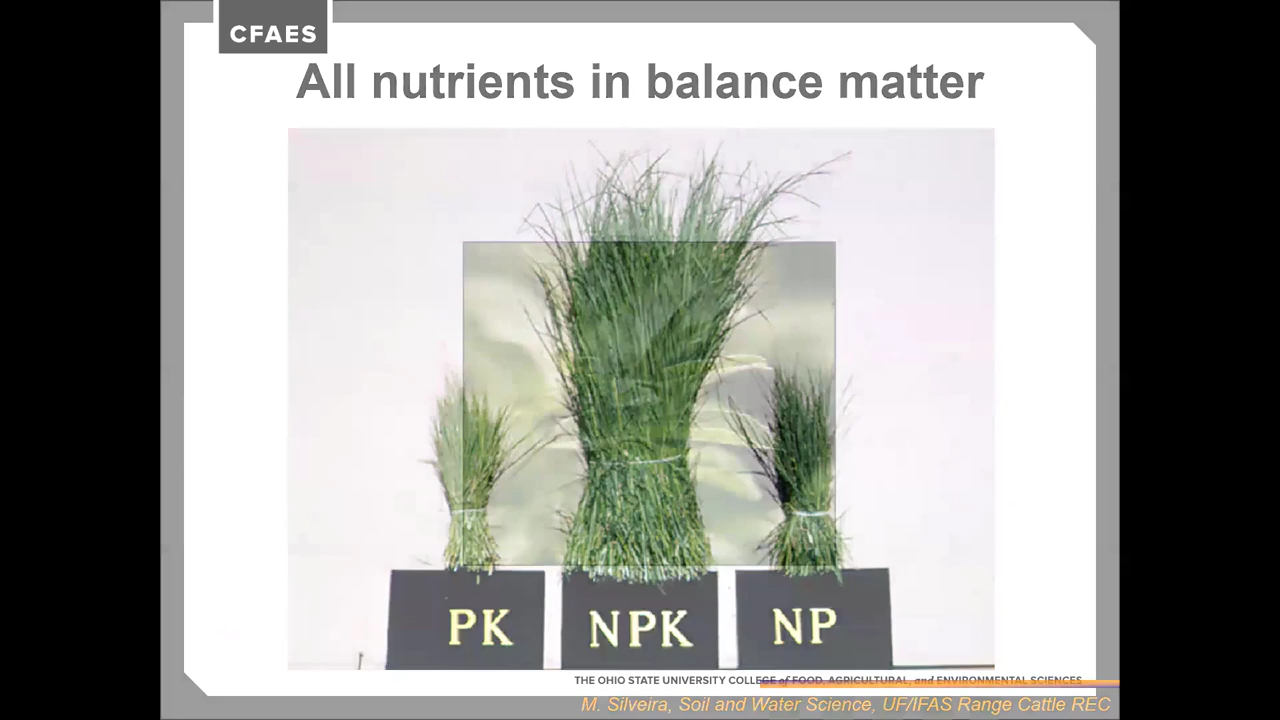 CFAES
All nutrients in balance matter
PK NPK NP
THE OHIO STATE UNIVERSITY COLLEGE of FOOD, AGRICULTURAL, and ENVIRONMENTAL SCIENCES
M. Silveira, Soil and Water Science, UF/IFAS Range Cattle REC